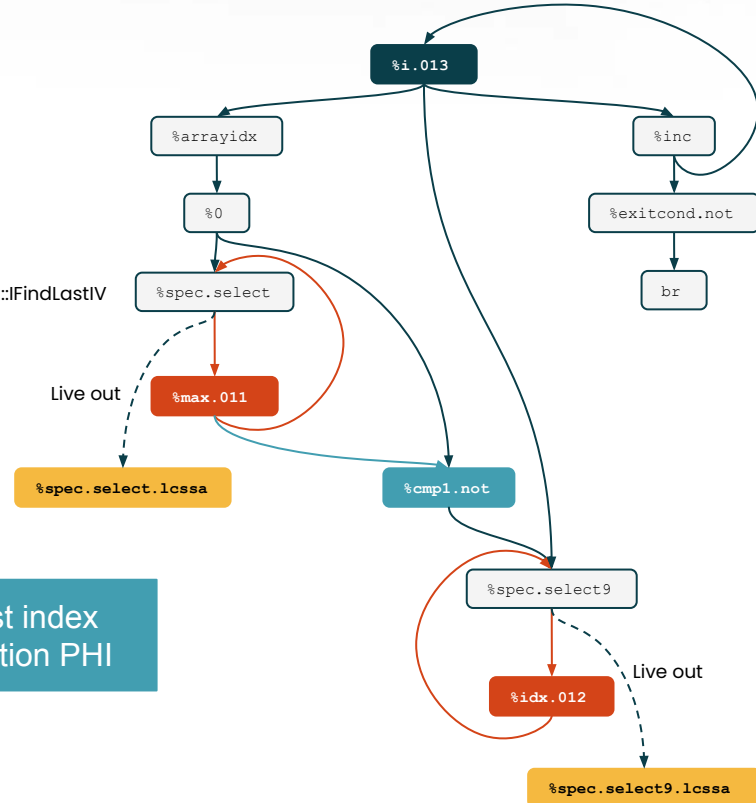 %i.013
%arrayidx
%inc
%0
%exitcond.not
::IFindLastIV
%spec.select
br
Live out
%max.011
%spec.select.lcssa
%cmp1.not
%spec.select9
st index
tion PHI
Live out
%idx.012
%spec.select9.lcssa